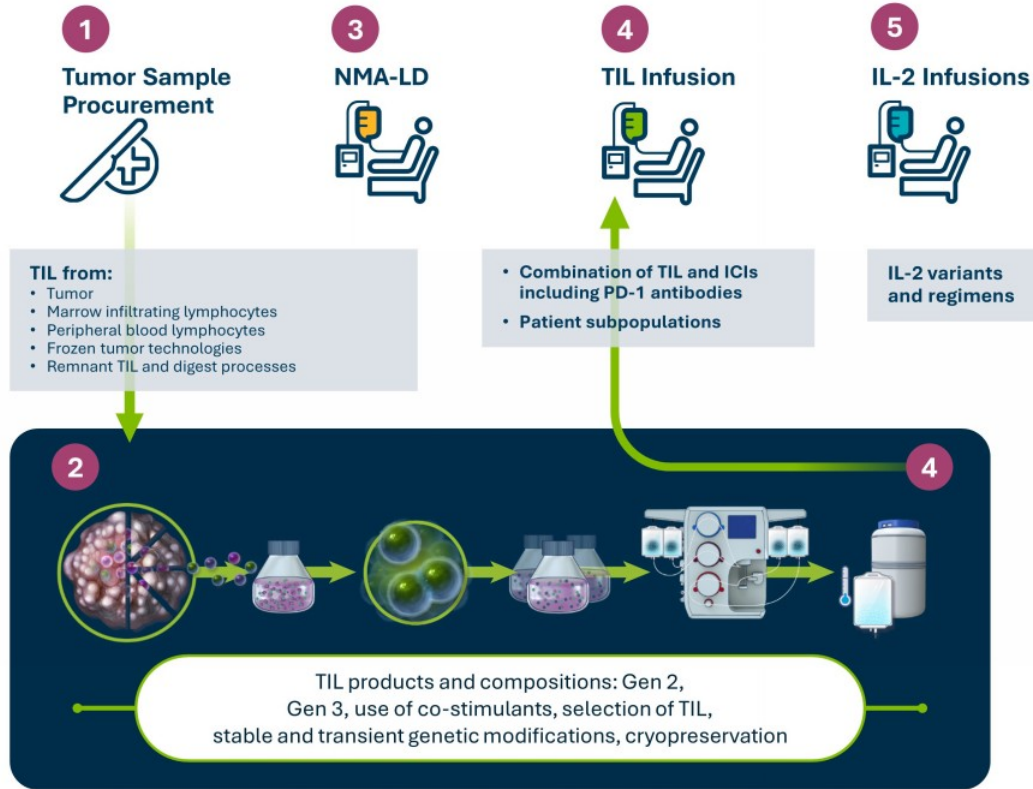 1
Tumor Sample
Procurement
3
NMA-LD
4
TIL Infusion
5
IL-2 Infusions
TIL from:
• Tumor
• Marrow infiltrating lymphocytes
• Peripheral blood lymphocytes
• Frozen tumor technologies
• Remnant TIL and digest processes
• Combination of TIL and ICIs
including PD-1 antibodies
• Patient subpopulations
IL-2 variants
and regimens
2
4
TIL products and compositions: Gen 2,
Gen 3, use of co-stimulants, selection of TIL,
stable and transient genetic modifications, cryopreservation